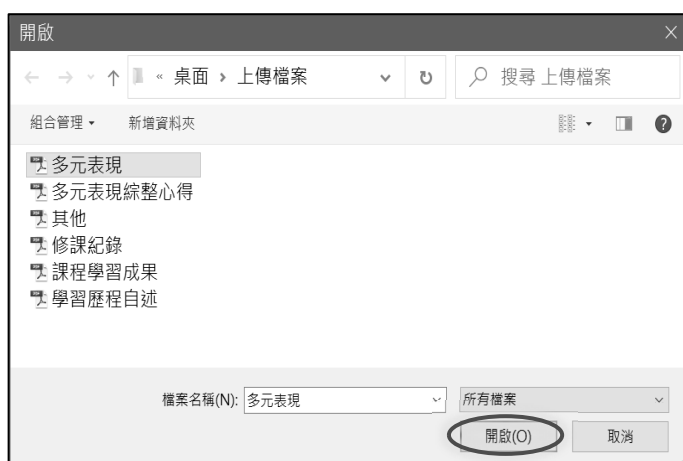 開啟
« 桌面 › 上傳檔案
搜尋 上傳檔案
組合管理
新增資料夾
多元表現
多元表現綜整心得
其他
修課紀錄
課程學習成果
學習歷程自述
檔案名稱(N): 多元表現
所有檔案
開啟(O)
取消